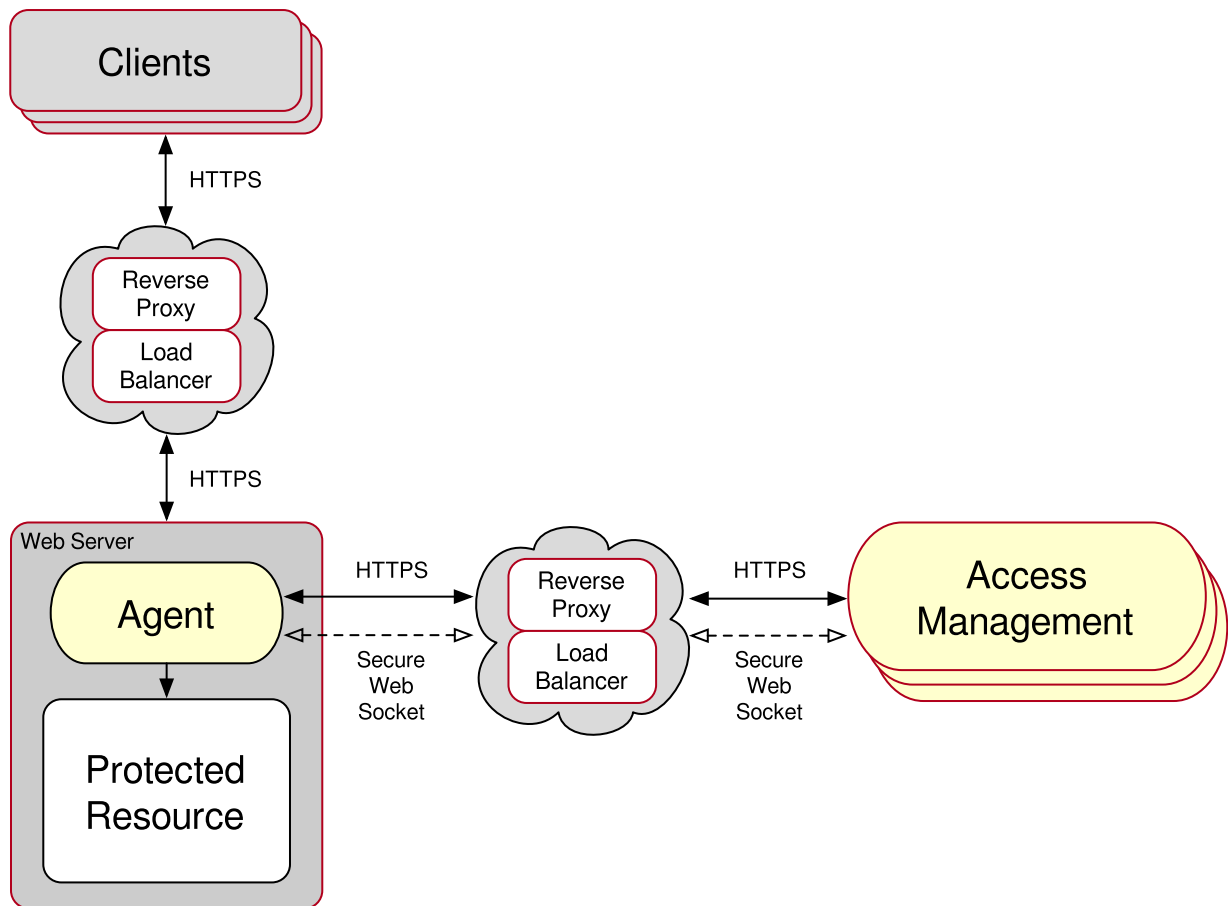 Clients
HTTPS
Reverse
Proxy
Load
Balancer
HTTPS
Web Server
Agent
Protected
Resource
HTTPS
Secure
Web
Socket
Reverse
Proxy
Load
Balancer
HTTPS
Secure
Web
Socket
Access
Management